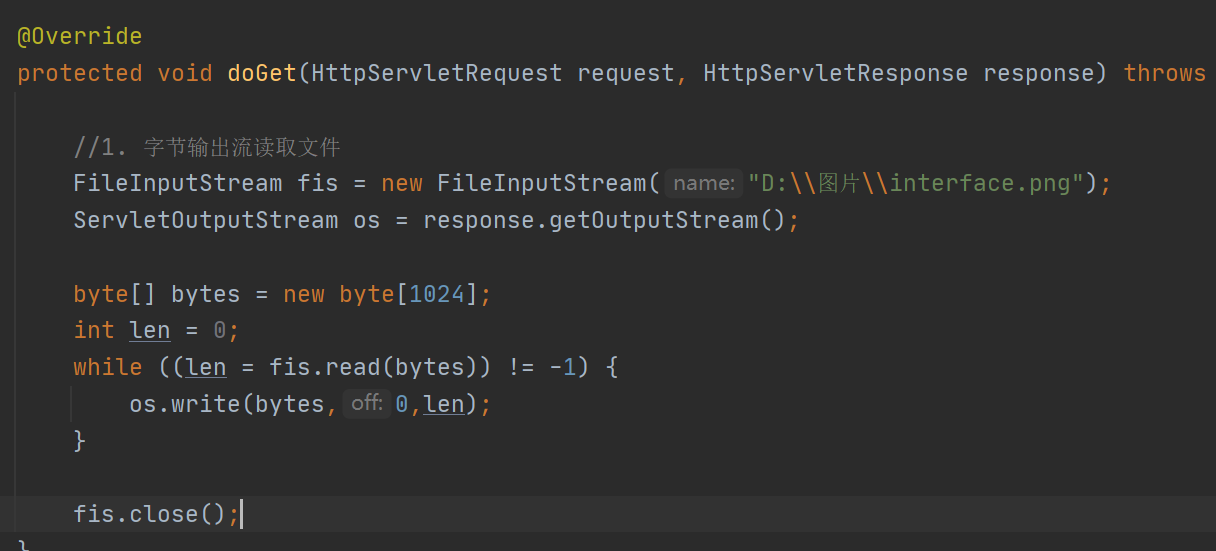 @Override
protected void doGet(HttpServletRequest request, HttpServletResponse response) throws
//1. 字节输出流读取文件
FileInputStream fis = new FileInputStream( name: "D:\\图片\\interface.png");
ServletOutputStream os = response.getOutputStream();
byte[] bytes = new byte[1024];
int len = 0;
while ((len = fis.read(bytes)) != -1) {
os.write(bytes, off: 0,len);
}
fis.close();
}